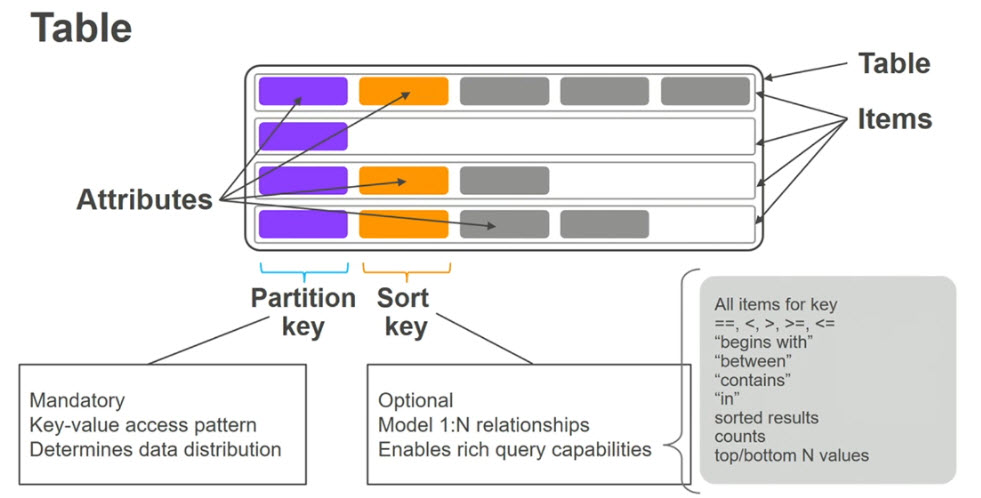 Table
Table
Items
Attributes
Partition
key
Sort
key
Mandatory
Key-value access pattern
Determines data distribution
Optional
Model 1:N relationships
Enables rich query capabilities
All items for key
==, <, >, >=, <=
“begins with”
“between”
“contains”
“in”
sorted results
counts
top/bottom N values